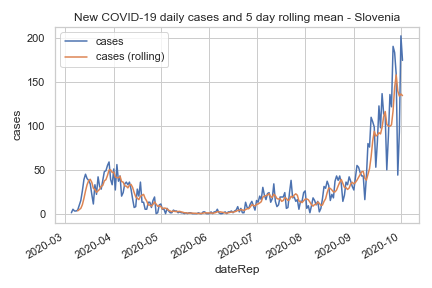 New COVID-19 daily cases and 5 day rolling mean - Slovenia
cases
cases (rolling)
200
150
100
50
0
cases
2020-03
2020-04
2020-05
2020-06
2020-07
2020-08
2020-09
2020-10
dateRep